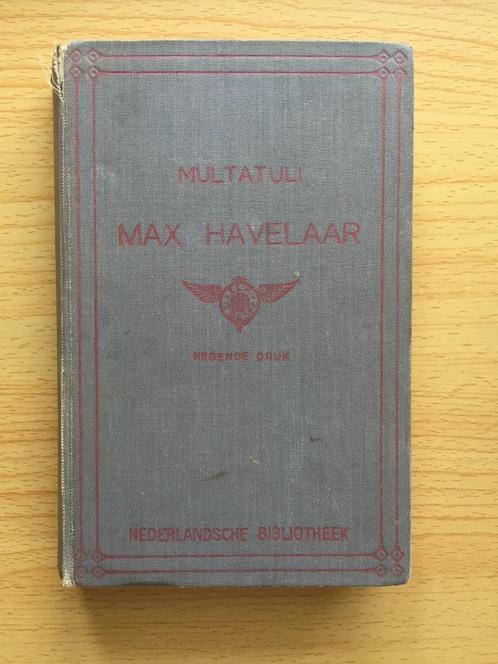 MULTATULI
MAX HAVELAAR
NEGENDE DRUK
NEDERLANDSCHE BIBLIOTHEEK